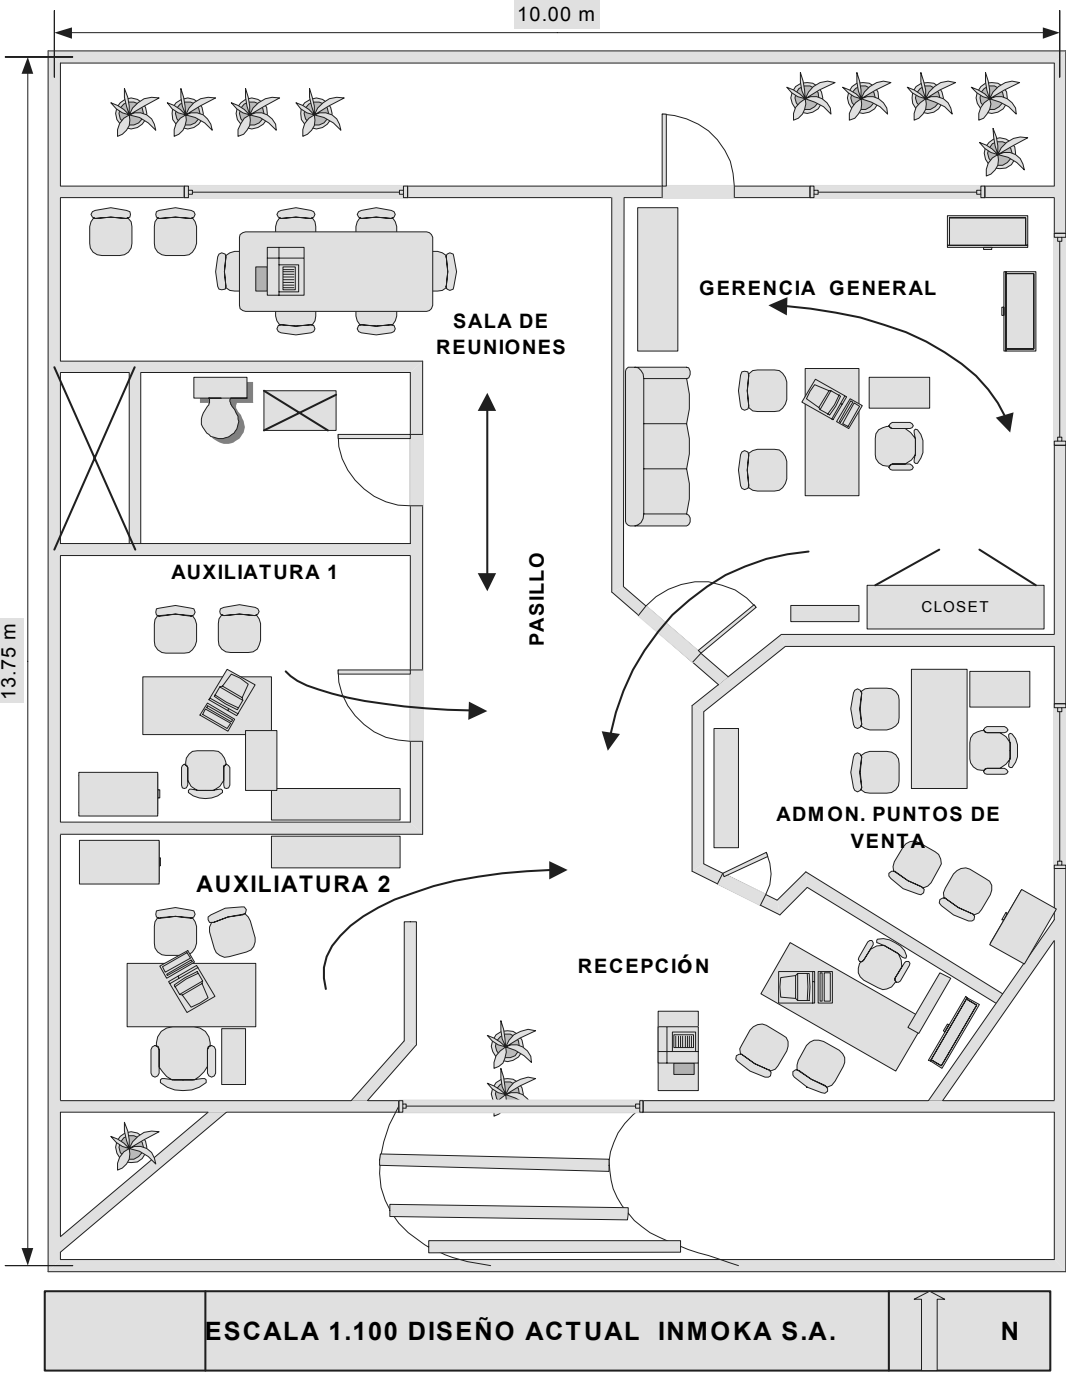 10.00 m
GERENCIA GENERAL
SALA DE
REUNIONES
PASILLO
AUXILIATURA 1
CLOSET
13.75 m
ADMON. PUNTOS DE
VENTA
AUXILIATURA 2
RECEPCIÓN
ESCALA 1.100 DISEÑO ACTUAL INMOKA S.A.
N